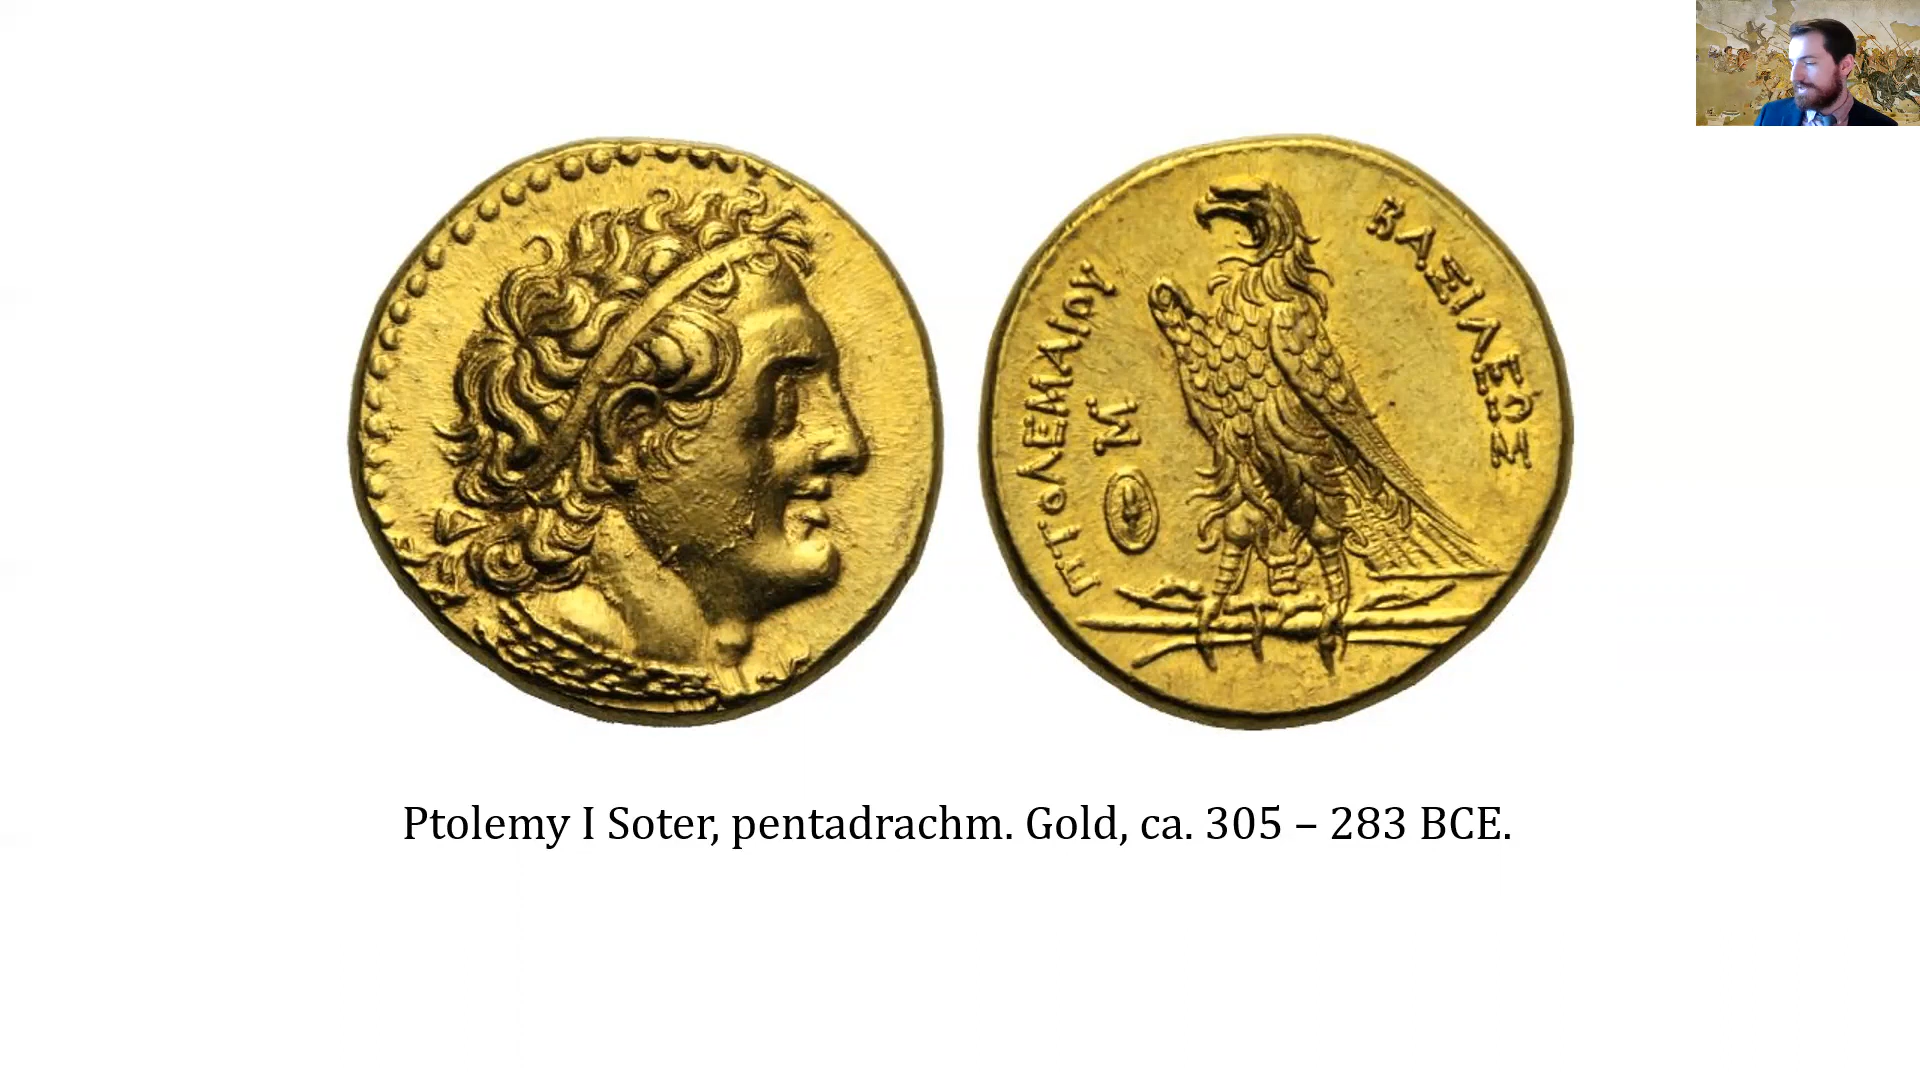 ΠΤΟΛΕΜΑΙΟΥ
ΒΑΣΙΛΕΩΣ
Ptolemy I Soter, pentadrachm. Gold, ca. 305 – 283 BCE.